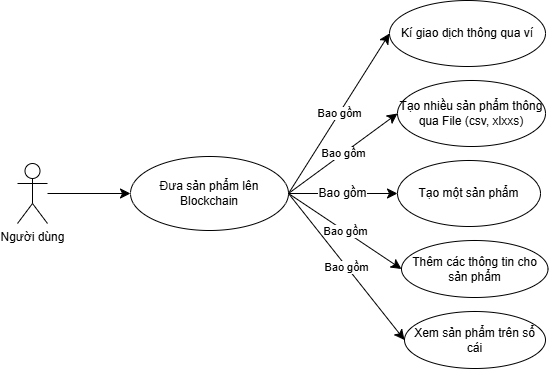 Kí giao dịch thông qua ví
Bao gồm
Tạo nhiều sản phẩm thông
qua File (csv, xlxxs)
Bao gồm
Đưa sản phẩm lên
Blockchain
Bao gồm
Tạo một sản phẩm
Người dùng
Bao gồm
Thêm các thông tin cho
sản phẩm
Bao gồm
Xem sản phẩm trên sổ
cái